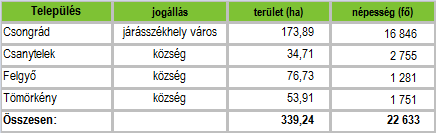 Település jogállás terület (ha) népesség (fő)
Csongrád járásszékhely város 173,89 16 846
Csanytelek község 34,71 2 755
Felgyő község 76,73 1 281
Tömörkény község 53,91 1 751
Összesen: 339,24 22 633